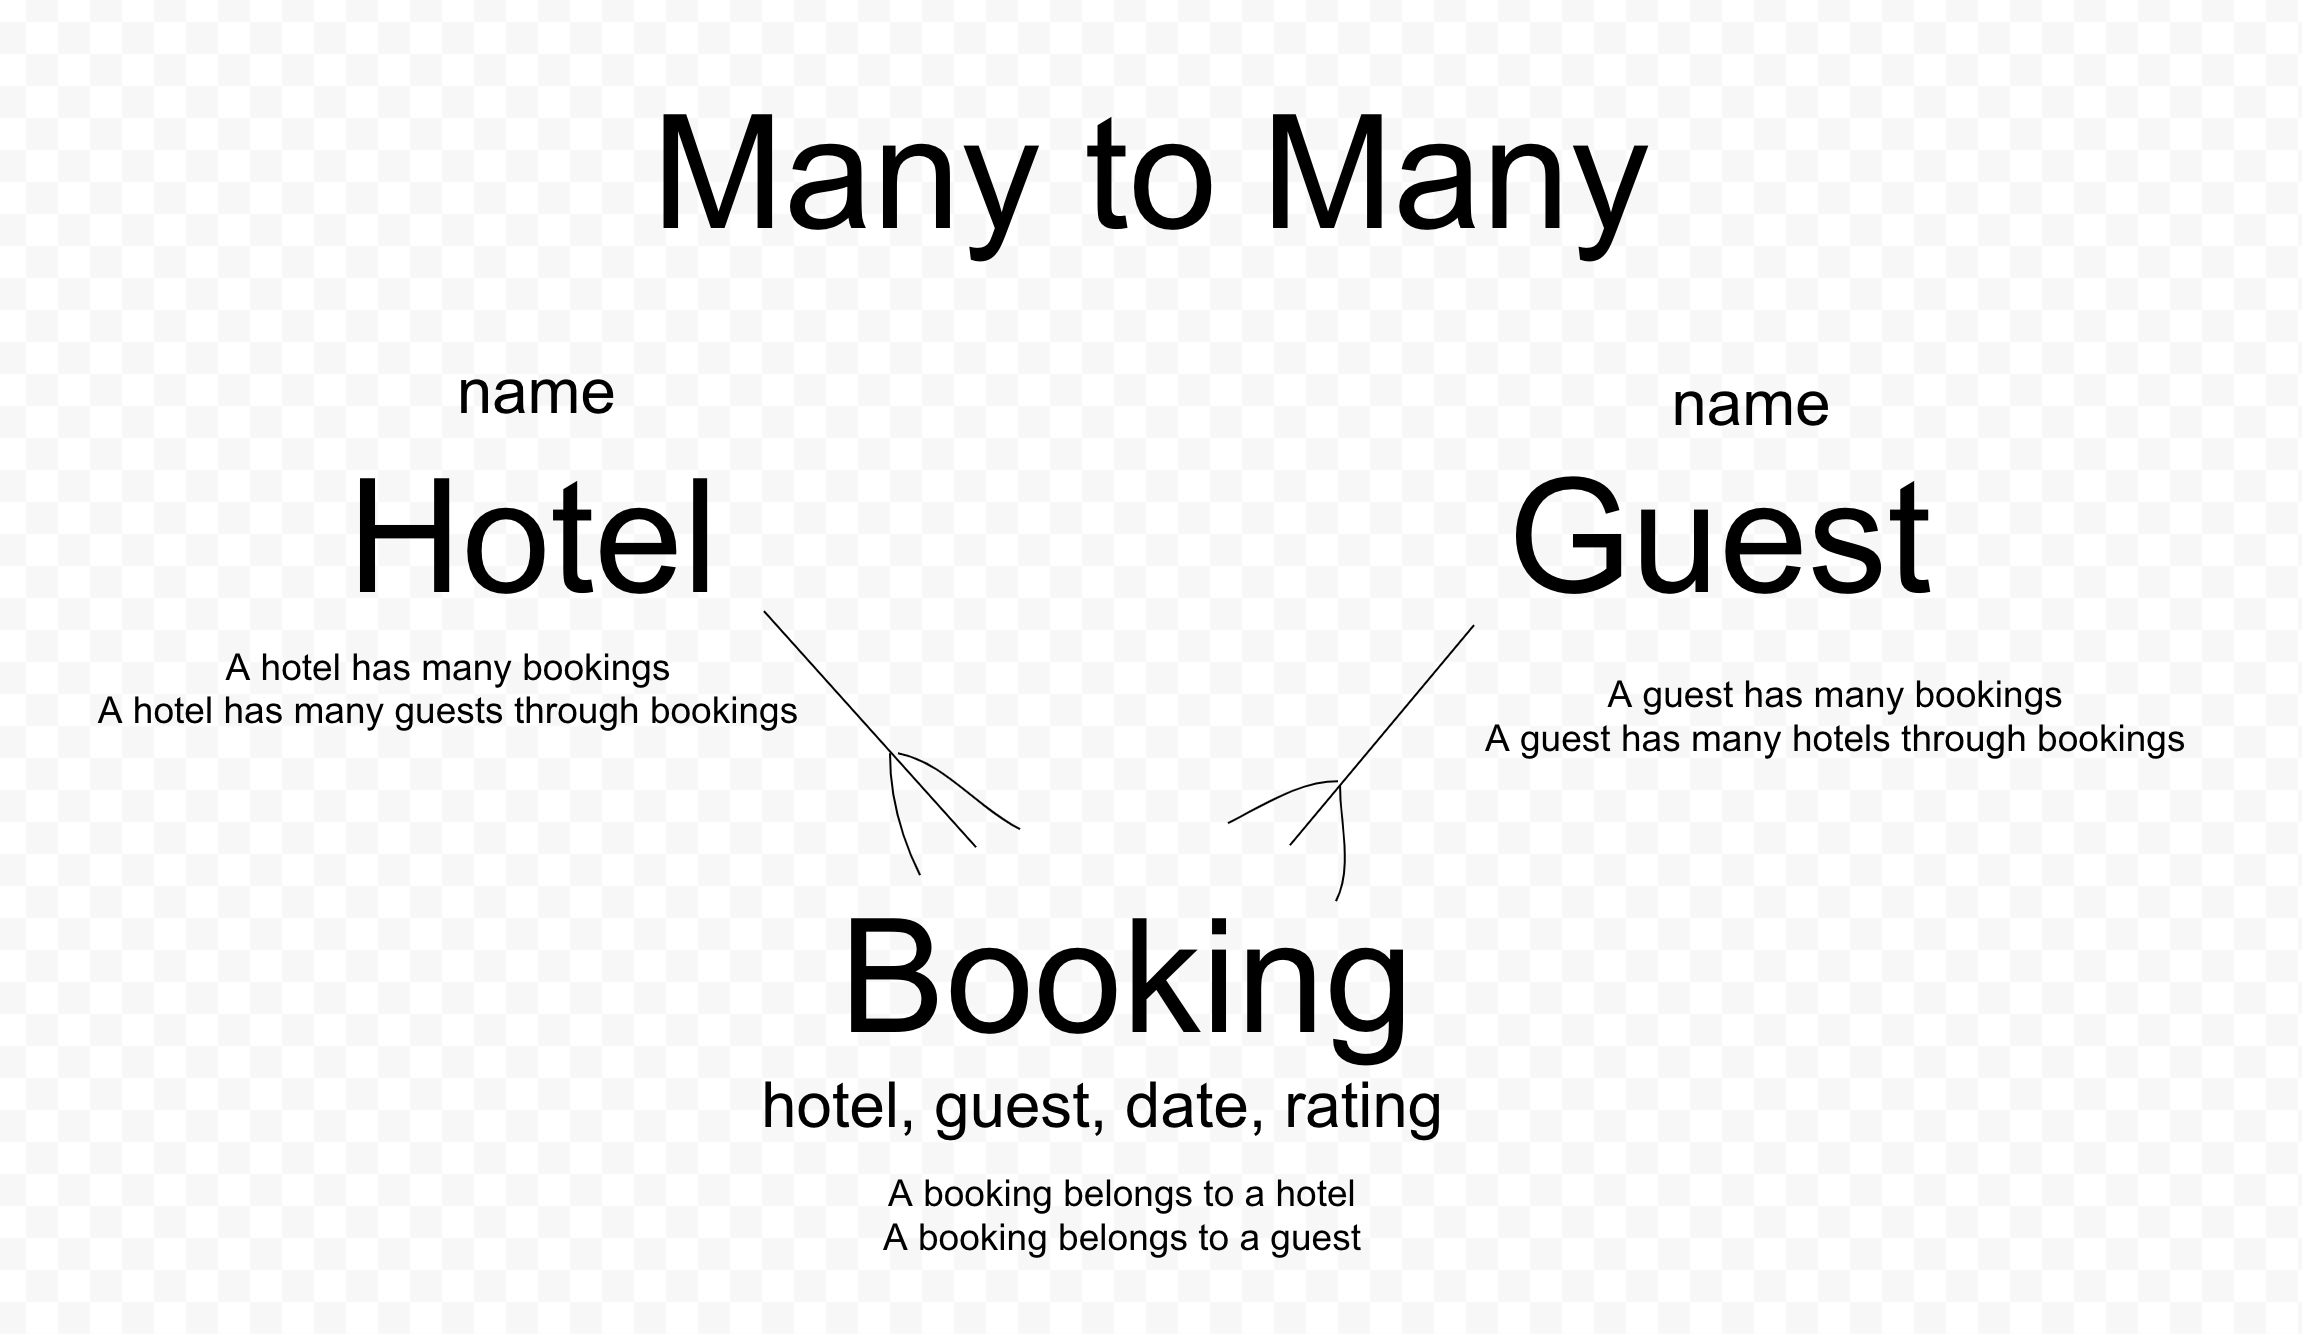 Many to Many
name
name
Hotel
Guest
A hotel has many bookings
A hotel has many guests through bookings
A guest has many bookings
A guest has many hotels through bookings
Booking
hotel, guest, date, rating
A booking belongs to a hotel
A booking belongs to a guest